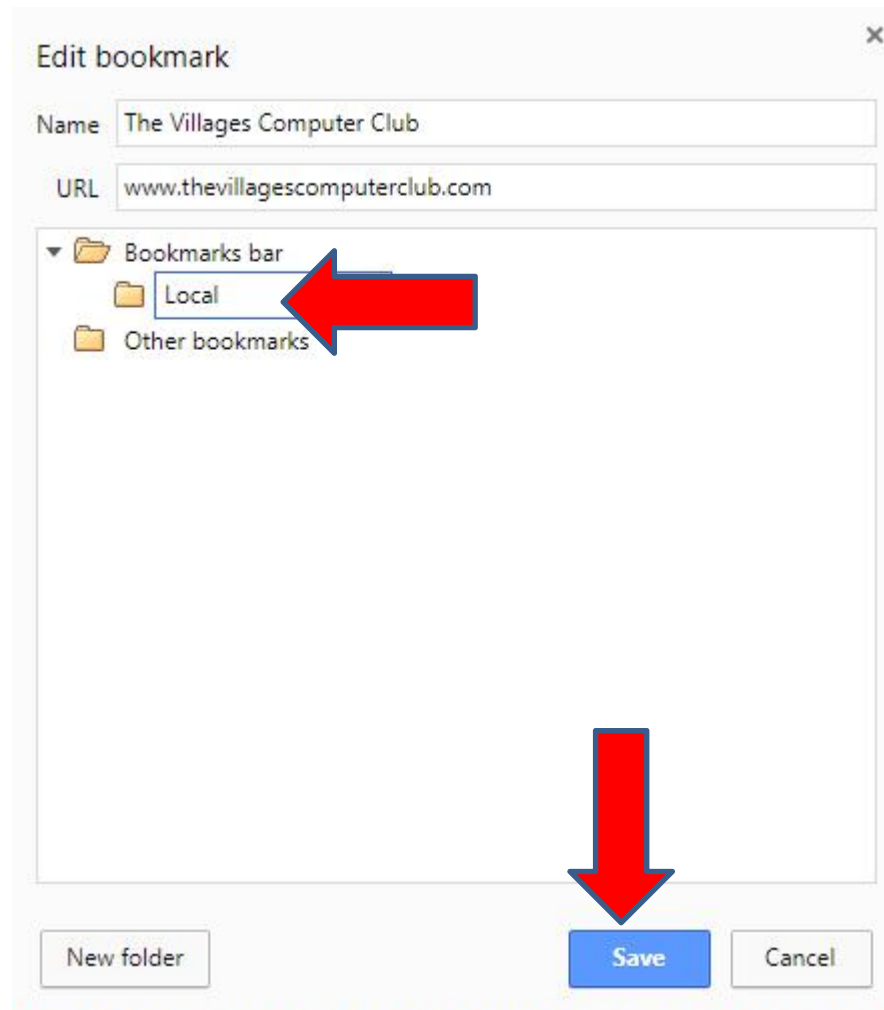 Edit bookmark
Name The Villages Computer Club
URL www.thevillagescomputerclub.com
Bookmarks bar
Local
Other bookmarks
New folder Save Cancel